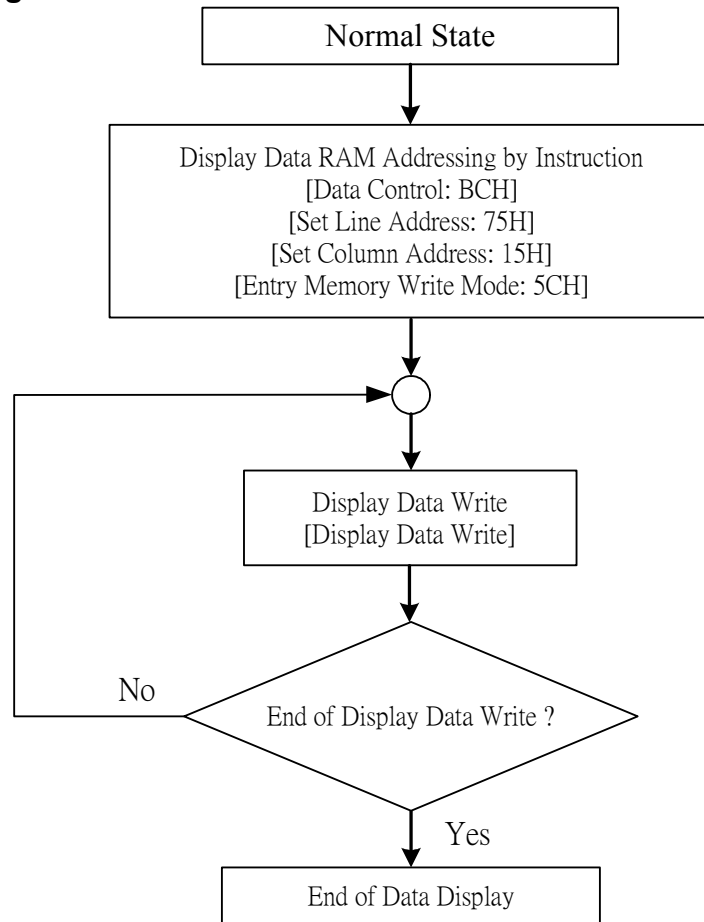 Normal State
Display Data RAM Addressing by Instruction
[Data Control: BCH]
[Set Line Address: 75H]
[Set Column Address: 15H]
[Entry Memory Write Mode: 5CH]
Display Data Write
[Display Data Write]
No
End of Display Data Write ?
Yes
End of Data Display